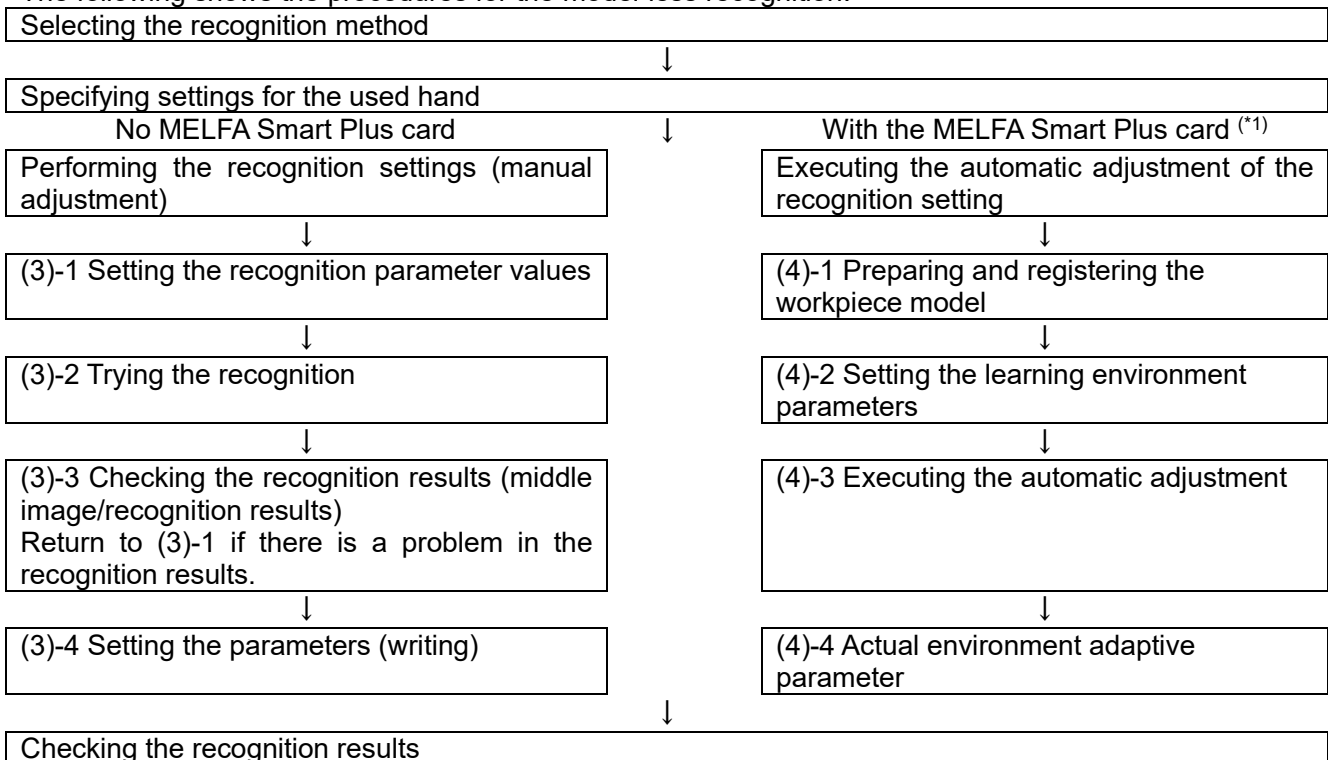 The following shows the procedures for the model-less recognition.
Selecting the recognition method
↓
Specifying settings for the used hand
No MELFA Smart Plus card ↓ With the MELFA Smart Plus card (*1)
Performing the recognition settings (manual
adjustment)
↓
(3)-1 Setting the recognition parameter values
↓
(3)-2 Trying the recognition
↓
(3)-3 Checking the recognition results (middle
image/recognition results)
Return to (3)-1 if there is a problem in the
recognition results.
↓
(3)-4 Setting the parameters (writing)
Executing the automatic adjustment of the
recognition setting
↓
(4)-1 Preparing and registering the
workpiece model
↓
(4)-2 Setting the learning environment
parameters
↓
(4)-3 Executing the automatic adjustment
↓
(4)-4 Actual environment adaptive
parameter
↓
Checking the recognition results